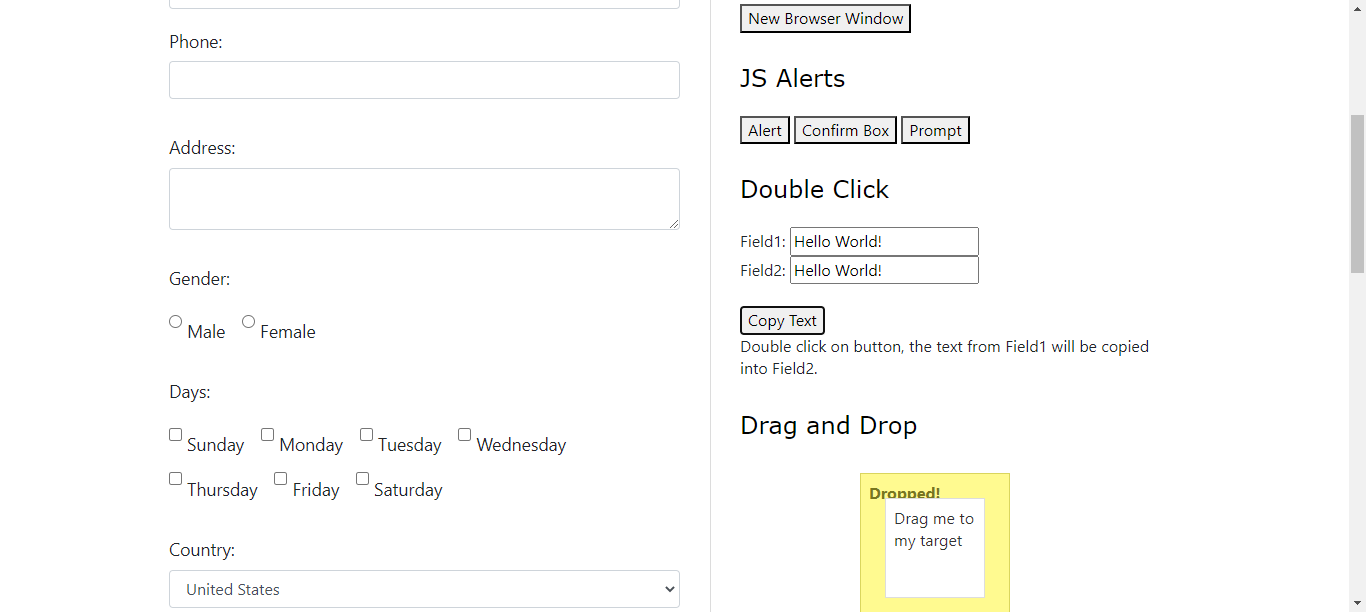 Phone:
Address:
Gender:
Male Female
Days:
Sunday Monday Tuesday Wednesday
Thursday Friday Saturday
Country:
United States
New Browser Window
JS Alerts
Alert Confirm Box Prompt
Double Click
Field1: Hello World!
Field2: Hello World!
Copy Text
Double click on button, the text from Field1 will be copied
into Field2.
Drag and Drop
Dropped!
Drag me to
my target